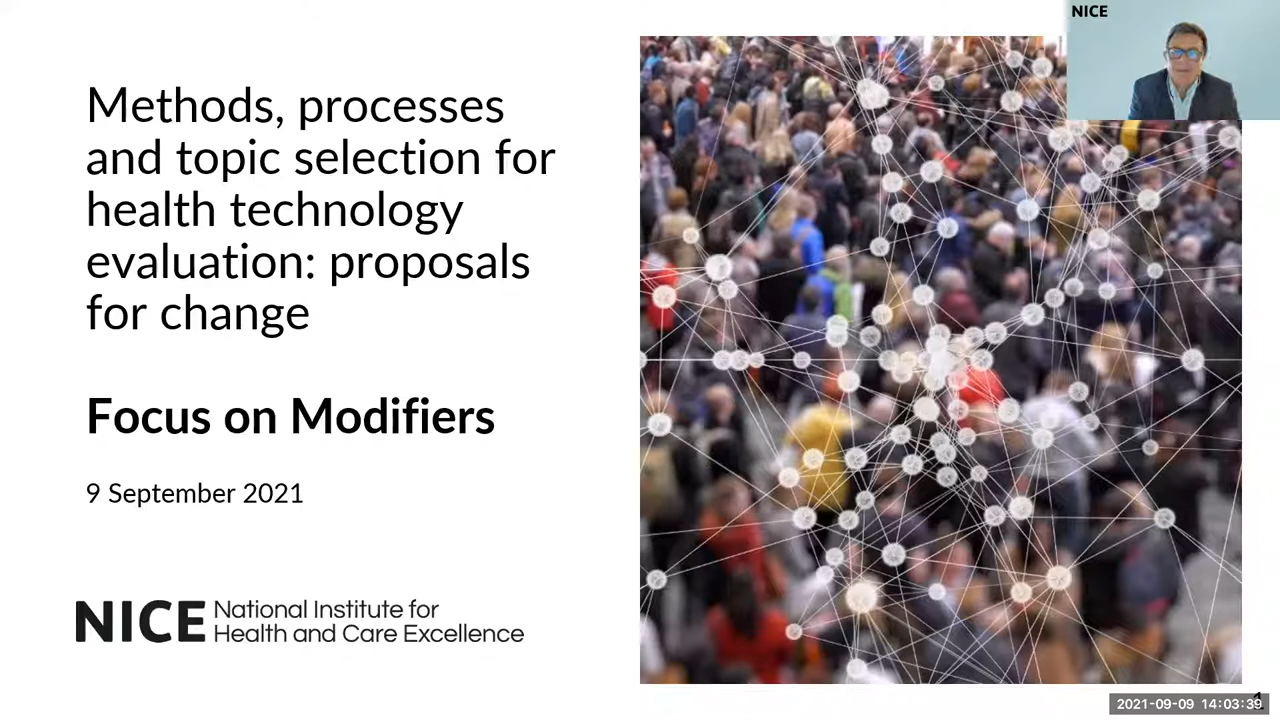 Methods, processes
and topic selection for
health technology
evaluation: proposals
for change
Focus on Modifiers
9 September 2021
NICE National Institute for
Health and Care Excellence
NICE
2021-09-09 14:03:39
1